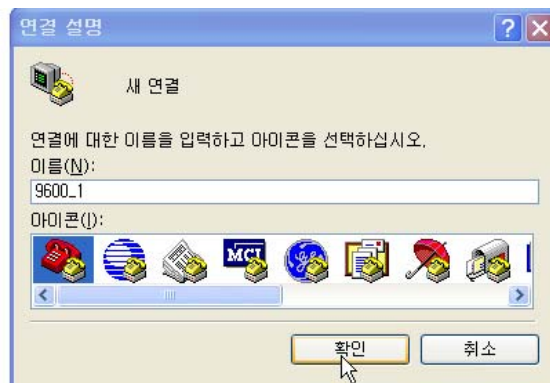 연결 설명
새 연결
연결에 대한 이름을 입력하고 아이콘을 선택하십시오.
이름(N):
9600_1
아이콘(I):
MCI
확인
취소